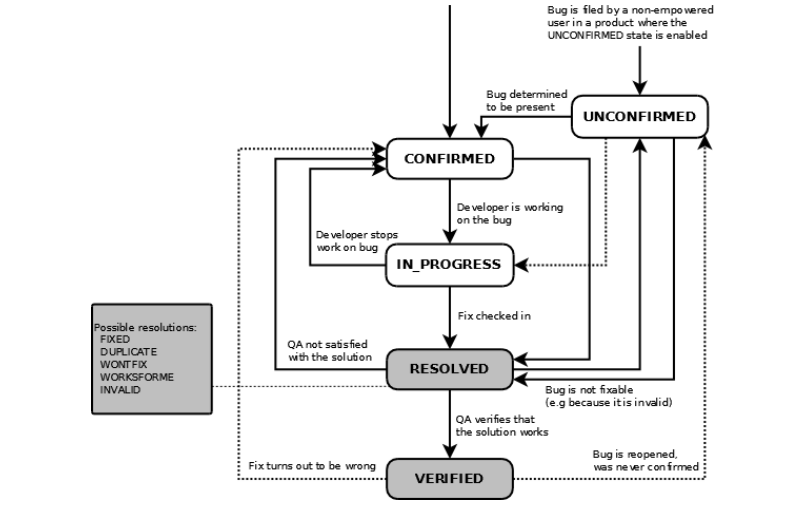 Bug is filed by a non-empowered
user in a product where the
UNCONFIRMED state is enabled
Bug determined
to be present
UNCONFIRMED
CONFIRMED
Developer is working
on the bug
Developer stops
work on bug
IN_PROGRESS
Fix checked in
Possible resolutions:
FIXED
DUPLICATE
WONTFIX
WORKSFORME
INVALID
QA not satisfied
with the solution
RESOLVED
Bug is not fixable
(e.g because it is invalid)
QA verifies that
the solution works
Fix turns out to be wrong
VERIFIED
Bug is reopened,
was never confirmed